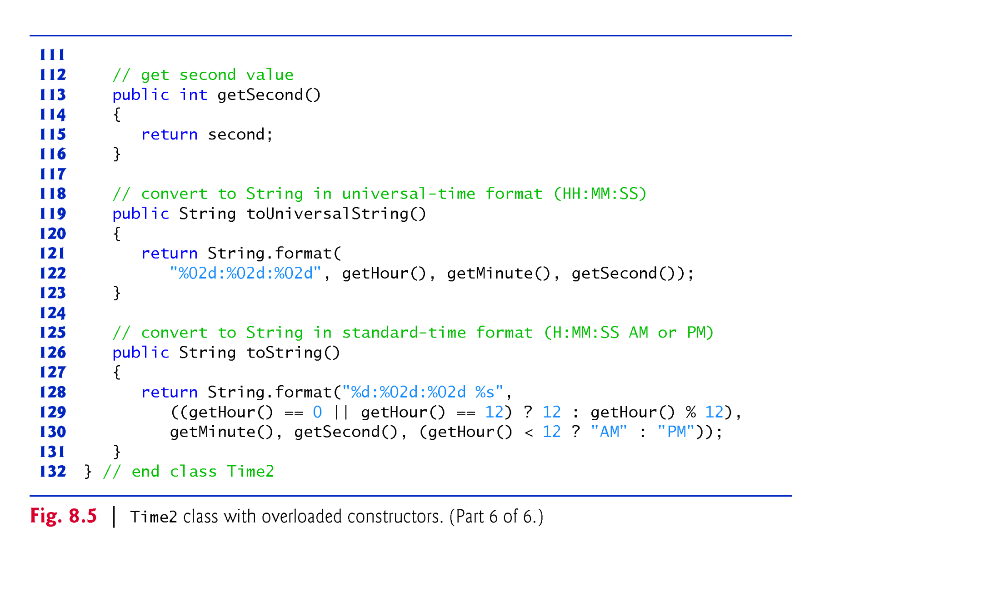 111
112 // get second value
113 public int getSecond()
114 {
115 return second;
116 }
117
118 // convert to String in universal-time format (HH:MM:SS)
119 public String toUniversalString()
120 {
121 return String.format(
122 "%02d:%02d:%02d", getHour(), getMinute(), getSecond());
123 }
124
125 // convert to String in standard-time format (H:MM:SS AM or PM)
126 public String toString()
127 {
128 return String.format("%d:%02d:%02d %s",
129 ((getHour() == 0 || getHour() == 12) ? 12 : getHour() % 12),
130 getMinute(), getSecond(), (getHour() < 12 ? "AM" : "PM"));
131 }
132 } // end class Time2
Fig. 8.5 | Time2 class with overloaded constructors. (Part 6 of 6.)